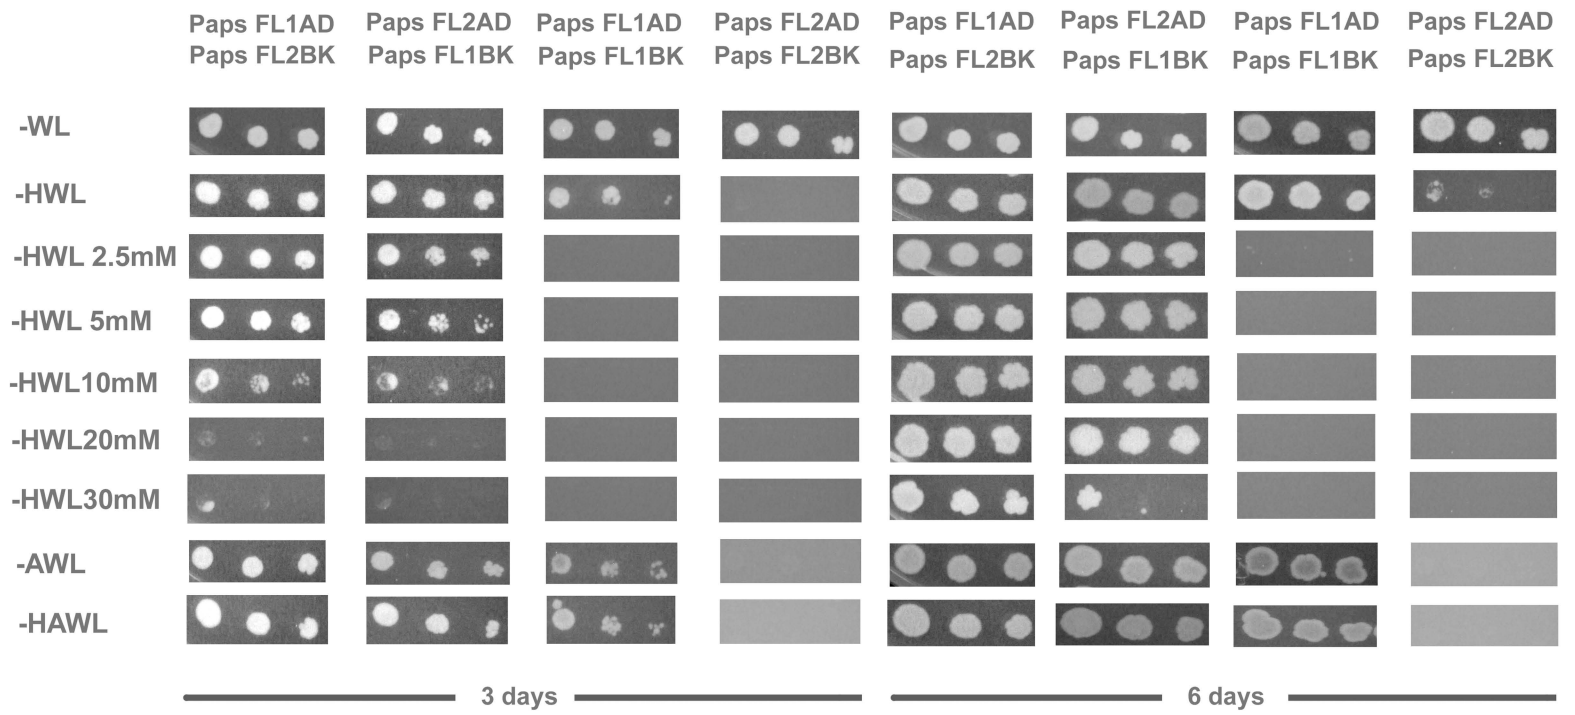 Paps FL1AD Paps FL2AD Paps FL1AD Paps FL2AD Paps FL1AD Paps FL2AD Paps FL1AD Paps FL2AD
Paps FL2BK Paps FL1BK Paps FL1BK Paps FL2BK Paps FL2BK Paps FL1BK Paps FL1BK Paps FL2BK
-WL
-HWL
-HWL 2.5mM
-HWL 5mM
-HWL10mM
-HWL20mM
-HWL30mM
-AWL
-HAWL
3 days 6 days